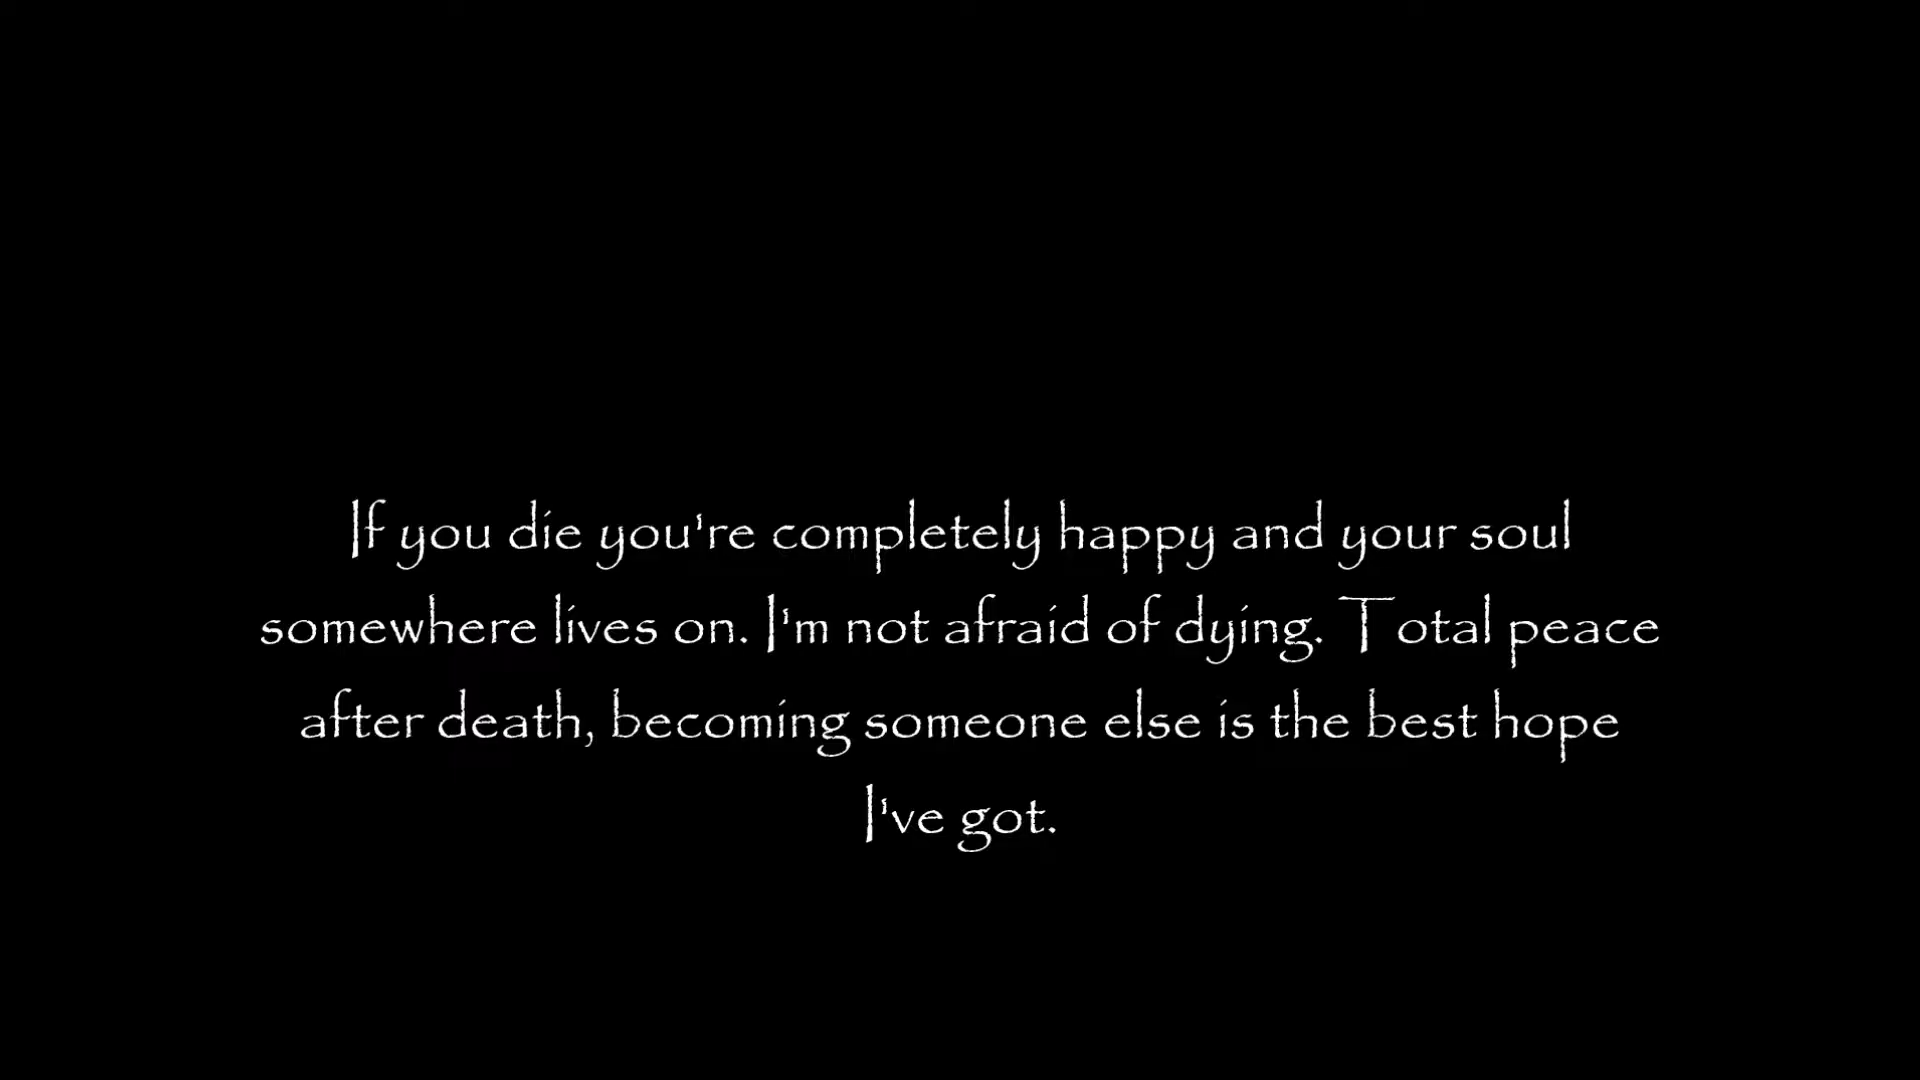 If you die you're completely happy and your soul
somewhere lives on. I'm not afraid of dying. Total peace
after death, becoming someone else is the best hope
I've got.